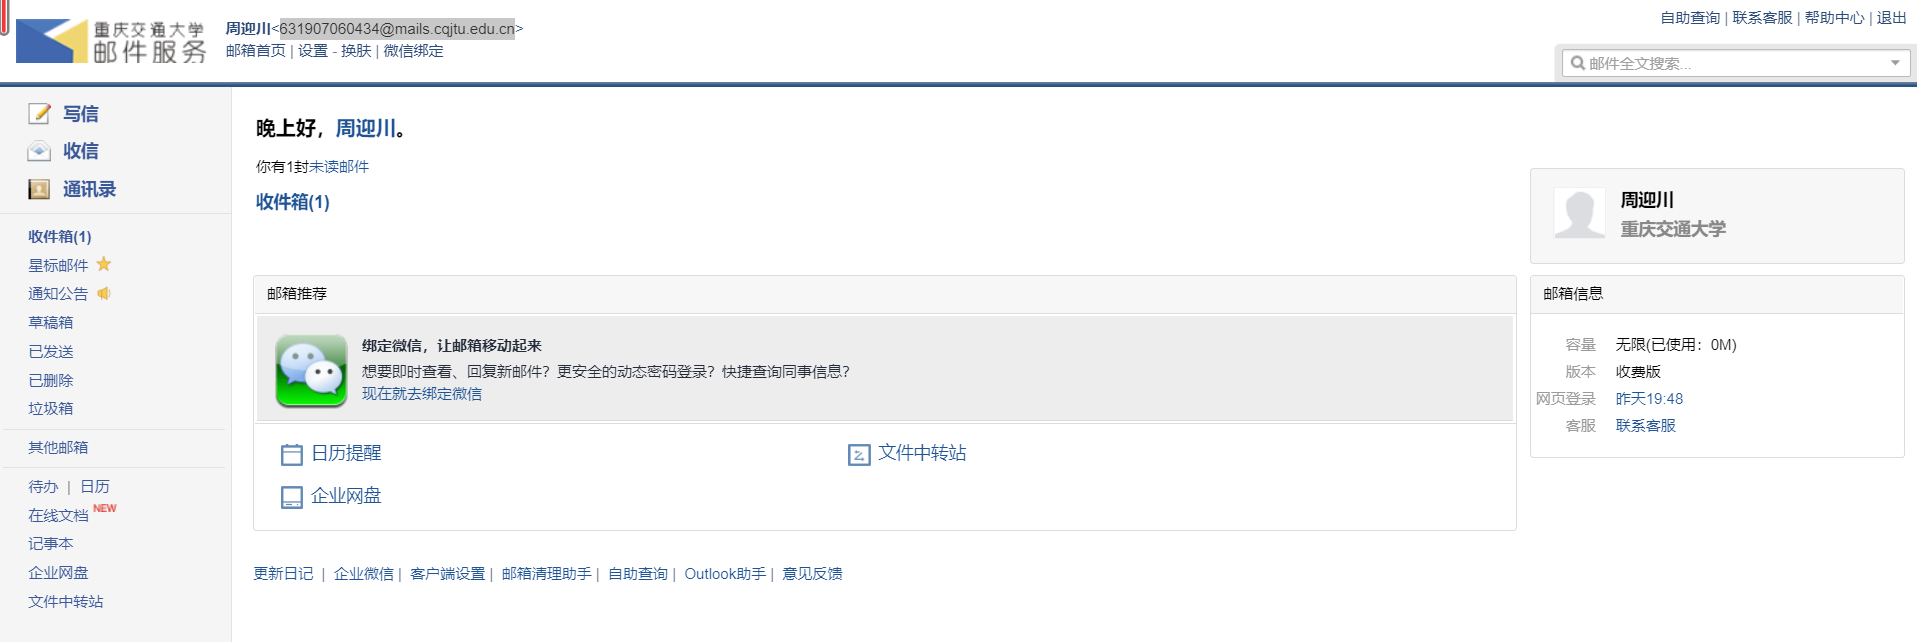 重庆交通大学
邮件服务
周迎川<631907060434@mails.cqjtu.edu.cn>
邮箱首页 | 设置 - 换肤 | 微信绑定
自助查询 | 联系客服 | 帮助中心 | 退出
邮件全文搜索...
写信
收信
通讯录
收件箱(1)
星标邮件
通知公告
草稿箱
已发送
已删除
垃圾箱
其他邮箱
待办 | 日历
在线文档 NEW
记事本
企业网盘
文件中转站
晚上好，周迎川。
你有1封未读邮件
收件箱(1)
邮箱推荐
绑定微信，让邮箱移动起来
想要即时查看、回复新邮件？更安全的动态密码登录？快捷查询同事信息？
现在就去绑定微信
日历提醒
文件中转站
企业网盘
周迎川
重庆交通大学
邮箱信息
容量 无限(已使用：0M)
版本 收费版
网页登录 昨天19:48
客服 联系客服
更新日记 | 企业微信 | 客户端设置 | 邮箱清理助手 | 自助查询 | Outlook助手 | 意见反馈